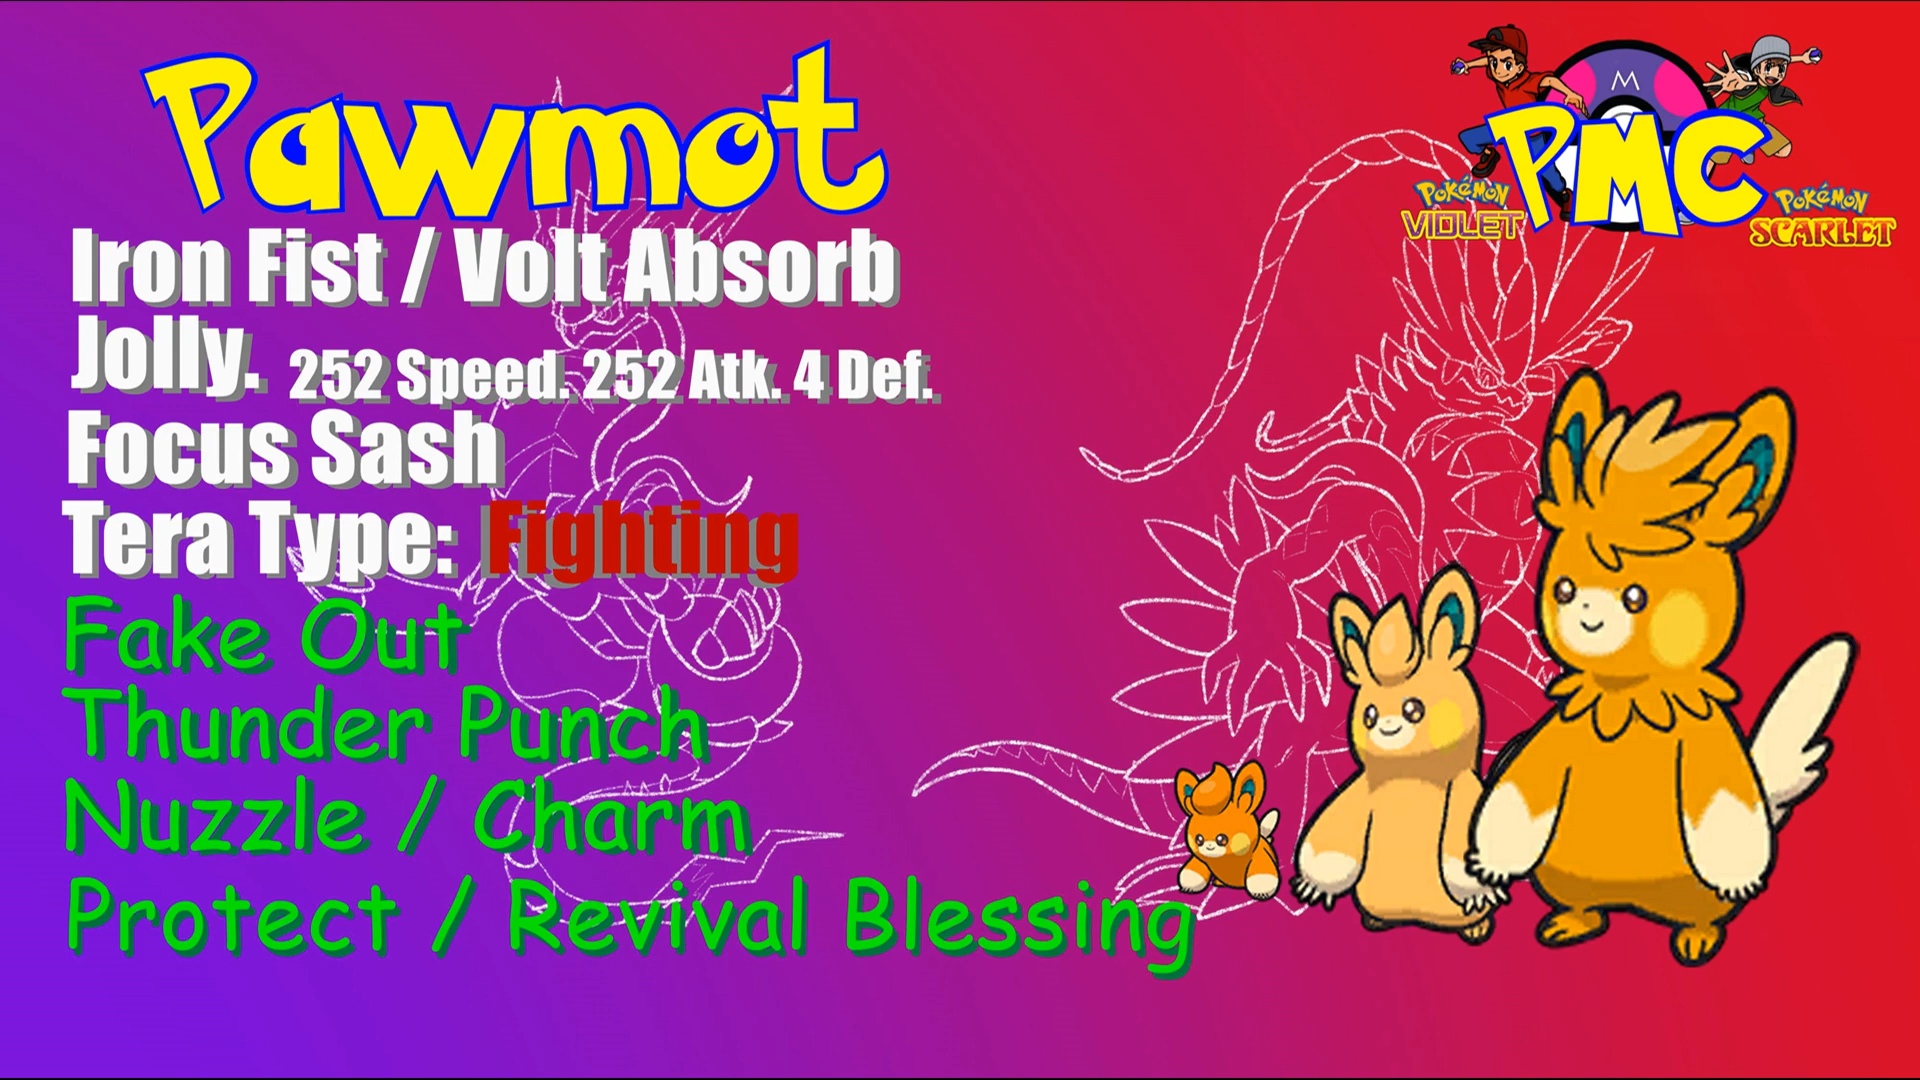 Pawmot
M
PMC
POKéMON
VIOLET
POKéMON
SCARLET
Iron Fist / Volt Absorb
Jolly. 252 Speed. 252 Atk. 4 Def.
Focus Sash
Tera Type: Fighting
Fake Out
Thunder Punch
Nuzzle / Charm
Protect / Revival Blessing